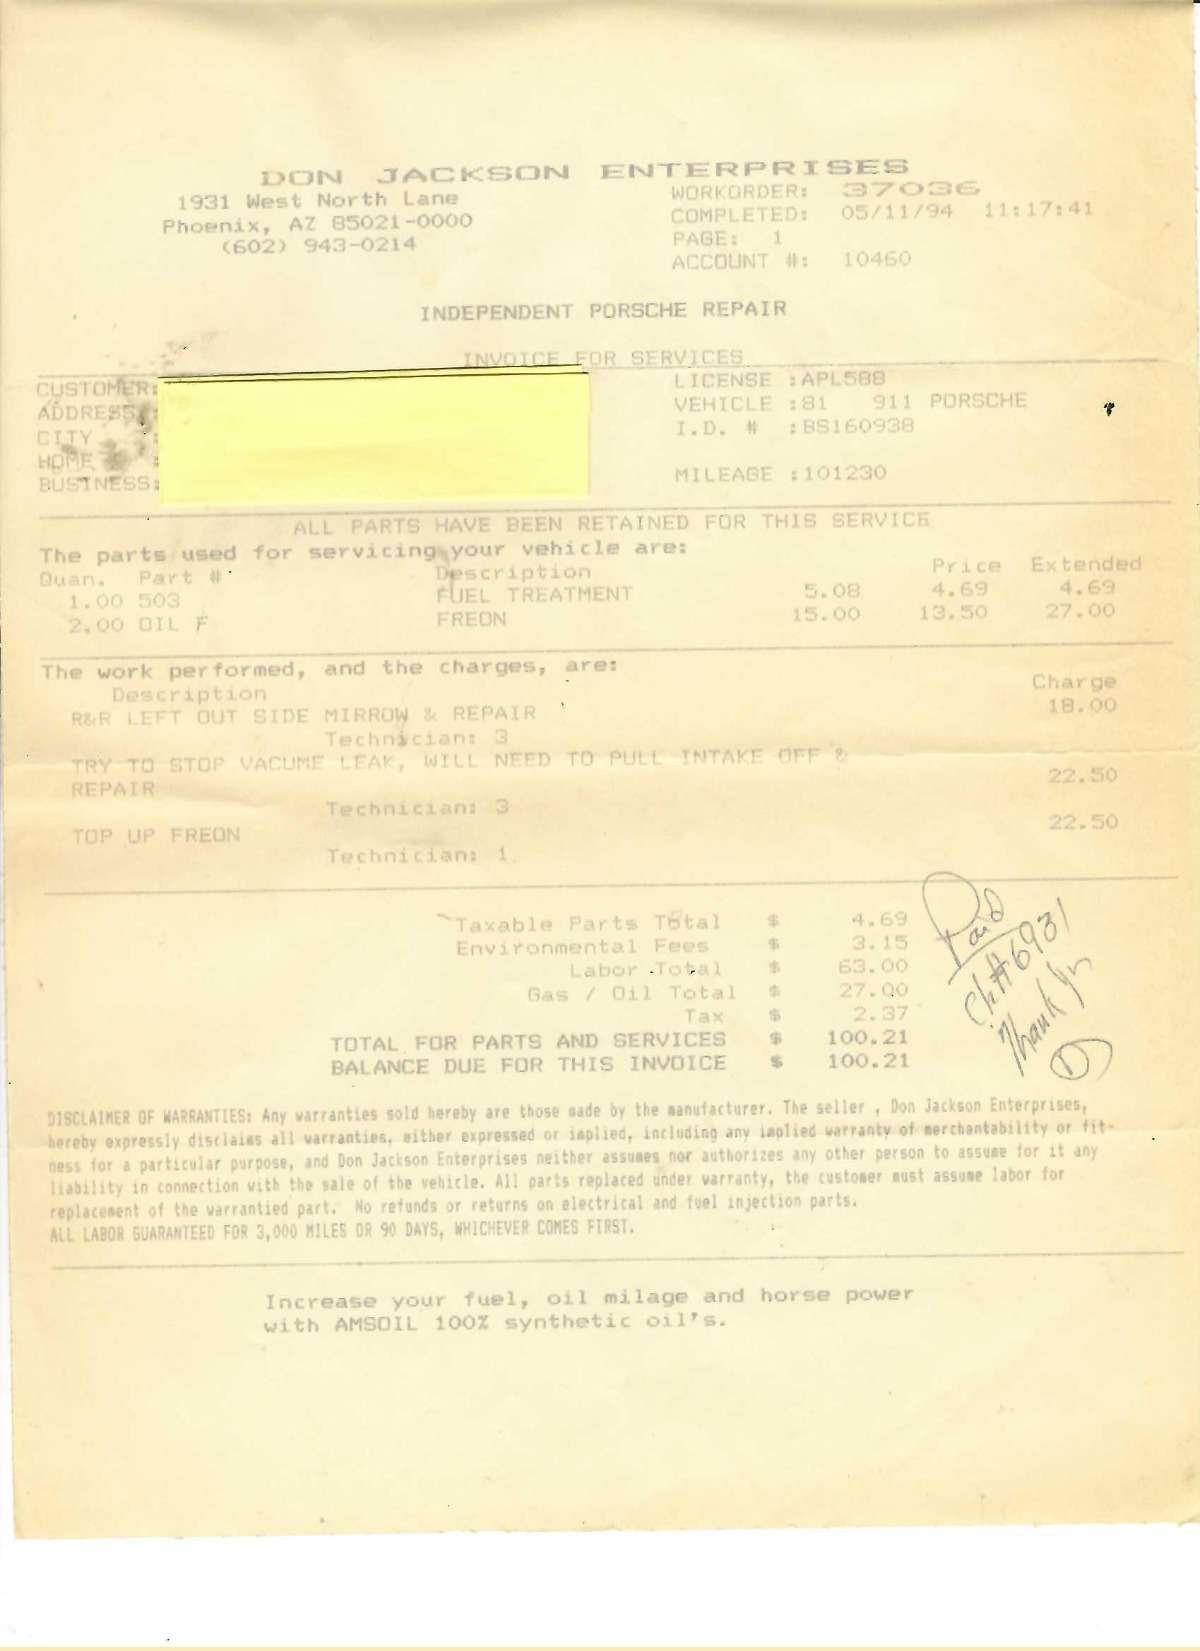 DON JACKSON ENTERPRISES
1931 West North Lane
Phoenix, AZ 85021-0000
(602) 943-0214
WORKORDER: 37036
COMPLETED: 05/11/94 11:17:41
PAGE: 1
ACCOUNT #: 10460
INDEPENDENT PORSCHE REPAIR
INVOICE FOR SERVICES
CUSTOMER:
ADDRESS :
CITY :
HOME :
BUSINESS:
LICENSE :APL588
VEHICLE :81 911 PORSCHE
I.D. # :BS160938
MILEAGE :101230
ALL PARTS HAVE BEEN RETAINED FOR THIS SERVICE
The parts used for servicing your vehicle are:
Quan. Part # Description Price Extended
1.00 503 FUEL TREATMENT 5.08 4.69 4.69
2.00 OIL F FREON 15.00 13.50 27.00
The work performed, and the charges, are:
Description Charge
R&R LEFT OUT SIDE MIRROW & REPAIR 18.00
Technician: 3
TRY TO STOP VACUME LEAK, WILL NEED TO PULL INTAKE OFF &
REPAIR 22.50
Technician: 3
TOP UP FREON 22.50
Technician: 1
Taxable Parts Total $ 4.69
Environmental Fees $ 3.15
Labor Total $ 63.00
Gas / Oil Total $ 27.00
Tax $ 2.37
TOTAL FOR PARTS AND SERVICES $ 100.21
BALANCE DUE FOR THIS INVOICE $ 100.21
Paid
Ck#6931
Thank Yu
DJ
DISCLAIMER OF WARRANTIES: Any warranties sold hereby are those made by the manufacturer. The seller , Don Jackson Enterprises,
hereby expressly disclaims all warranties, either expressed or implied, including any implied warranty of merchantability or fit-
ness for a particular purpose, and Don Jackson Enterprises neither assumes nor authorizes any other person to assume for it any
liability in connection with the sale of the vehicle. All parts replaced under warranty, the customer must assume labor for
replacement of the warrantied part. No refunds or returns on electrical and fuel injection parts.
ALL LABOR GUARANTEED FOR 3,000 MILES OR 90 DAYS, WHICHEVER COMES FIRST.
Increase your fuel, oil milage and horse power
with AMSOIL 100% synthetic oil's.